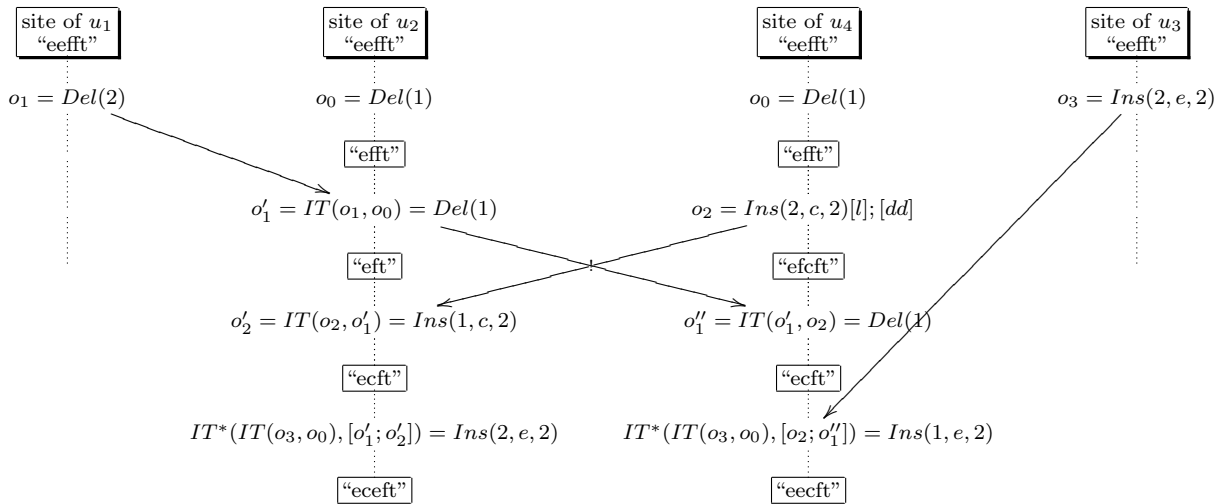 site of u₁
“eefft”
site of u₂
“eefft”
site of u₄
“eefft”
site of u₃
“eefft”
o₁ = Del(2)
o₀ = Del(1)
o₀ = Del(1)
o₃ = Ins(2, e, 2)
“efft”
“efft”
o′₁ = IT(o₁, o₀) = Del(1)
o₂ = Ins(2, c, 2)[l]; [dd]
“eft”
!
“efcft”
o′₂ = IT(o₂, o′₁) = Ins(1, c, 2)
o″₁ = IT(o′₁, o₂) = Del(1)
“ecft”
“ecft”
IT*(IT(o₃, o₀), [o′₁; o′₂]) = Ins(2, e, 2)
IT*(IT(o₃, o₀), [o₂; o″₁]) = Ins(1, e, 2)
“eceft”
“eecft”